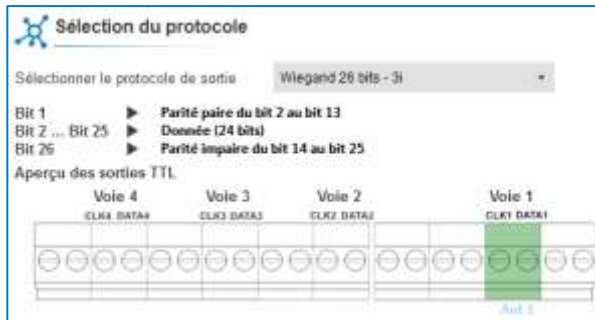 Sélection du protocole
Sélectionner le protocole de sortie Wiegand 26 bits - 3i
Bit 1 ▶ Parité paire du bit 2 au bit 13
Bit 2 ... Bit 25 ▶ Donnée (24 bits)
Bit 26 ▶ Parité impaire du bit 14 au bit 25
Aperçu des sorties TTL
Voie 4 Voie 3 Voie 2 Voie 1
CLK4 DATA4 CLK3 DATA3 CLK2 DATA2 CLK1 DATA1